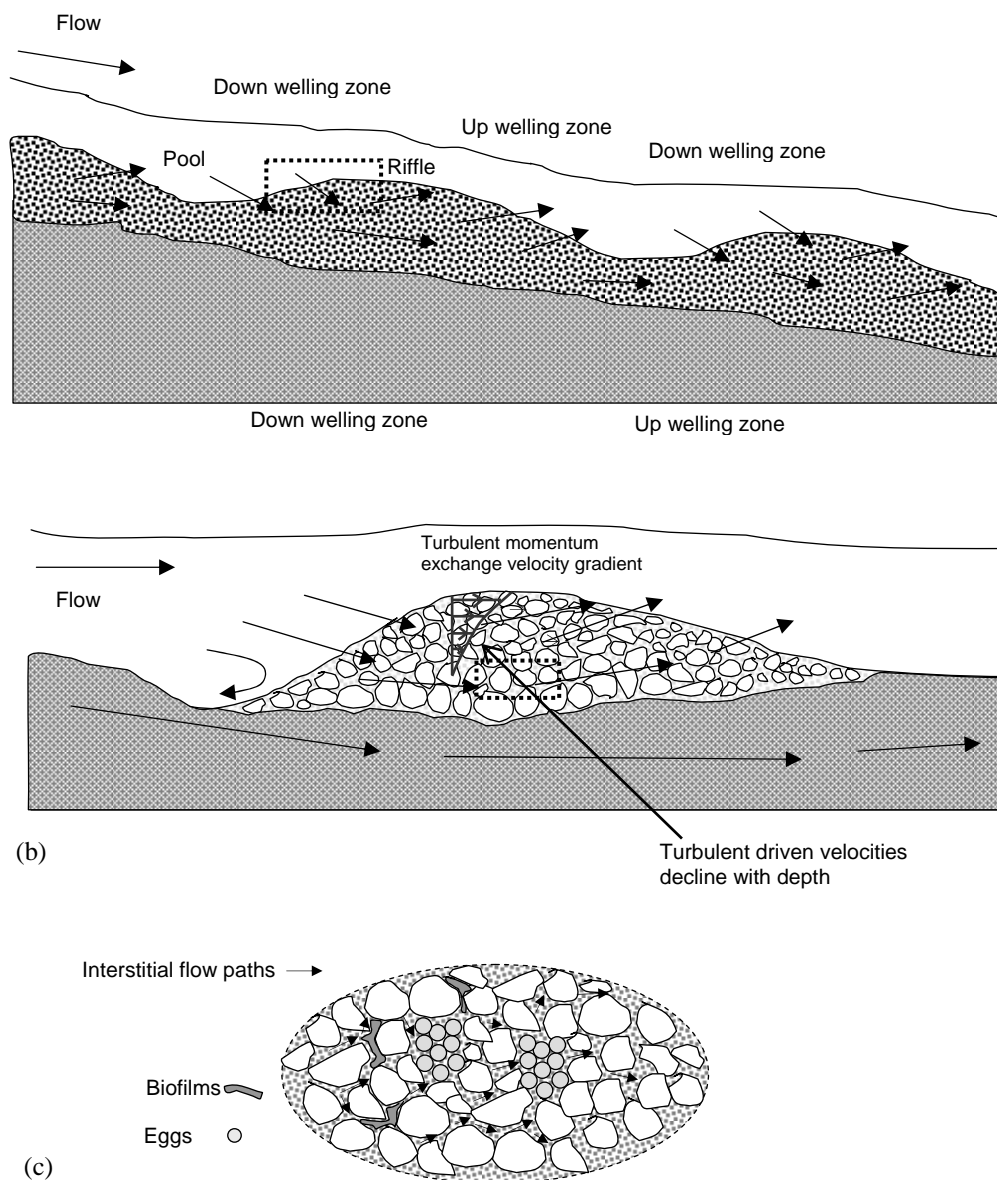 Flow
Down welling zone
Up welling zone
Down welling zone
Pool
Riffle
Down welling zone
Up welling zone
Turbulent momentum
exchange velocity gradient
Flow
(b)
Turbulent driven velocities
decline with depth
Interstitial flow paths
Biofilms
Eggs
(c)